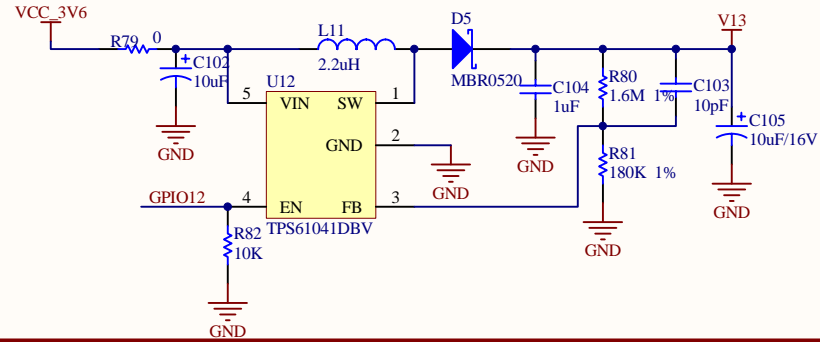 VCC_3V6
R79 0
C102
10uF
L11
2.2uH
D5
MBR0520
V13
U12
5 VIN SW 1
GND 2
4 EN FB 3
TPS61041DBV
GPIO12
R82
10K
C104
1uF
R80
1.6M 1%
C103
10pF
R81
180K 1%
C105
10uF/16V
GND
GND
GND
GND
GND
GND